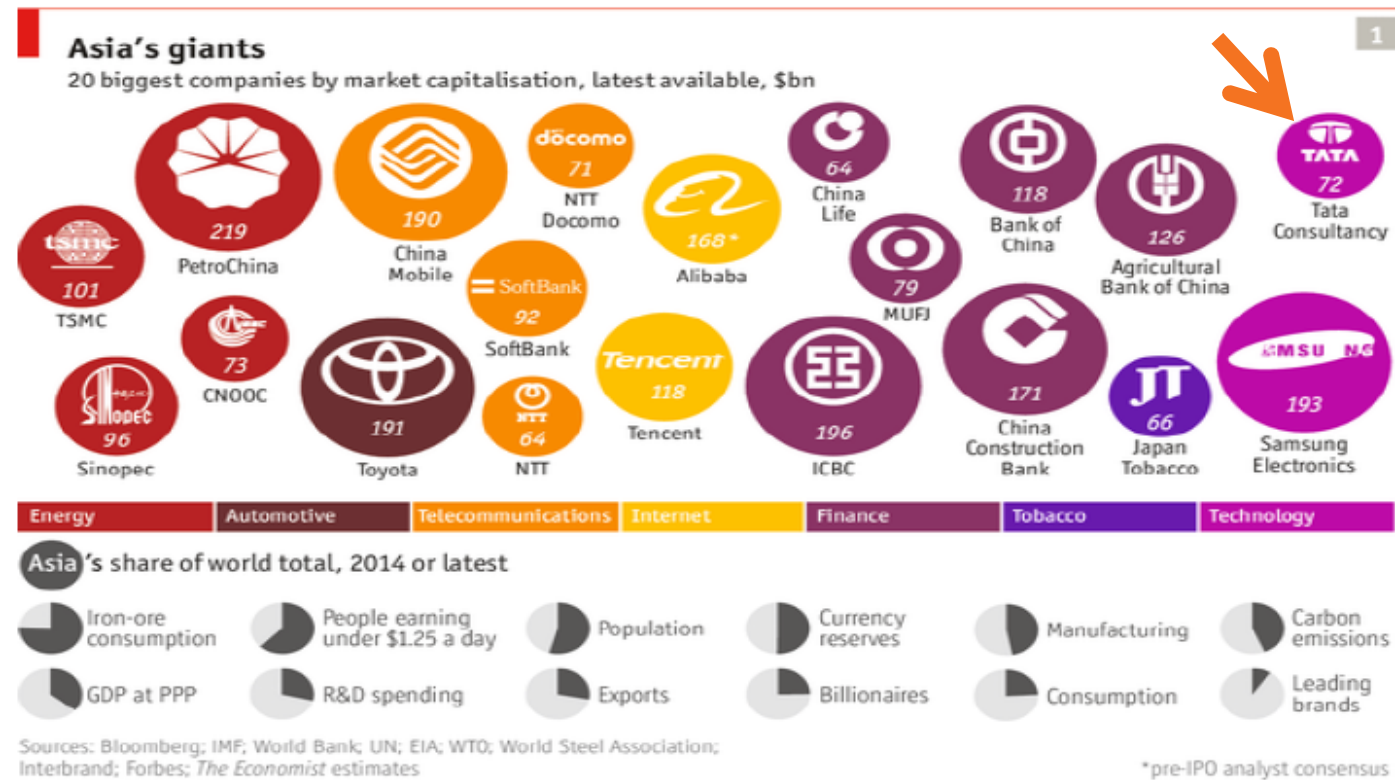 1
Asia's giants
20 biggest companies by market capitalisation, latest available, $bn
tsmc
101
TSMC
219
PetroChina
SINOPEC
96
Sinopec
73
CNOOC
190
China
Mobile
191
Toyota
döcomo
71
NTT
Docomo
SoftBank
92
SoftBank
NTT
64
NTT
168*
Alibaba
Tencent
118
Tencent
64
China
Life
79
MUFJ
196
ICBC
118
Bank of
China
171
China
Construction
Bank
126
Agricultural
Bank of China
JT
66
Japan
Tobacco
TATA
72
Tata
Consultancy
SAMSUNG
193
Samsung
Electronics
Energy Automotive Telecommunications Internet Finance Tobacco Technology
Asia's share of world total, 2014 or latest
Iron-ore
consumption
People earning
under $1.25 a day
Population
Currency
reserves
Manufacturing
Carbon
emissions
GDP at PPP
R&D spending
Exports
Billionaires
Consumption
Leading
brands
Sources: Bloomberg; IMF; World Bank; UN; EIA; WTO; World Steel Association;
Interbrand; Forbes; The Economist estimates
*pre-IPO analyst consensus